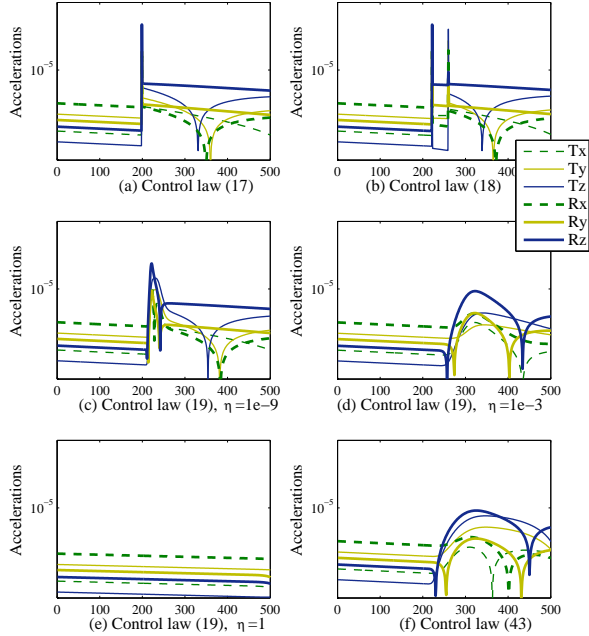 Accelerations
10^-5
0 100 200 300 400 500
(a) Control law (17)
10^-5
0 100 200 300 400 500
(b) Control law (18)
Tx
Ty
Tz
Rx
Ry
Rz
Accelerations
10^-5
0 100 200 300 400 500
(c) Control law (19), η=1e−9
Accelerations
10^-5
0 100 200 300 400 500
(d) Control law (19), η=1e−3
Accelerations
10^-5
0 100 200 300 400 500
(e) Control law (19), η=1
Accelerations
10^-5
0 100 200 300 400 500
(f) Control law (43)
Accelerations